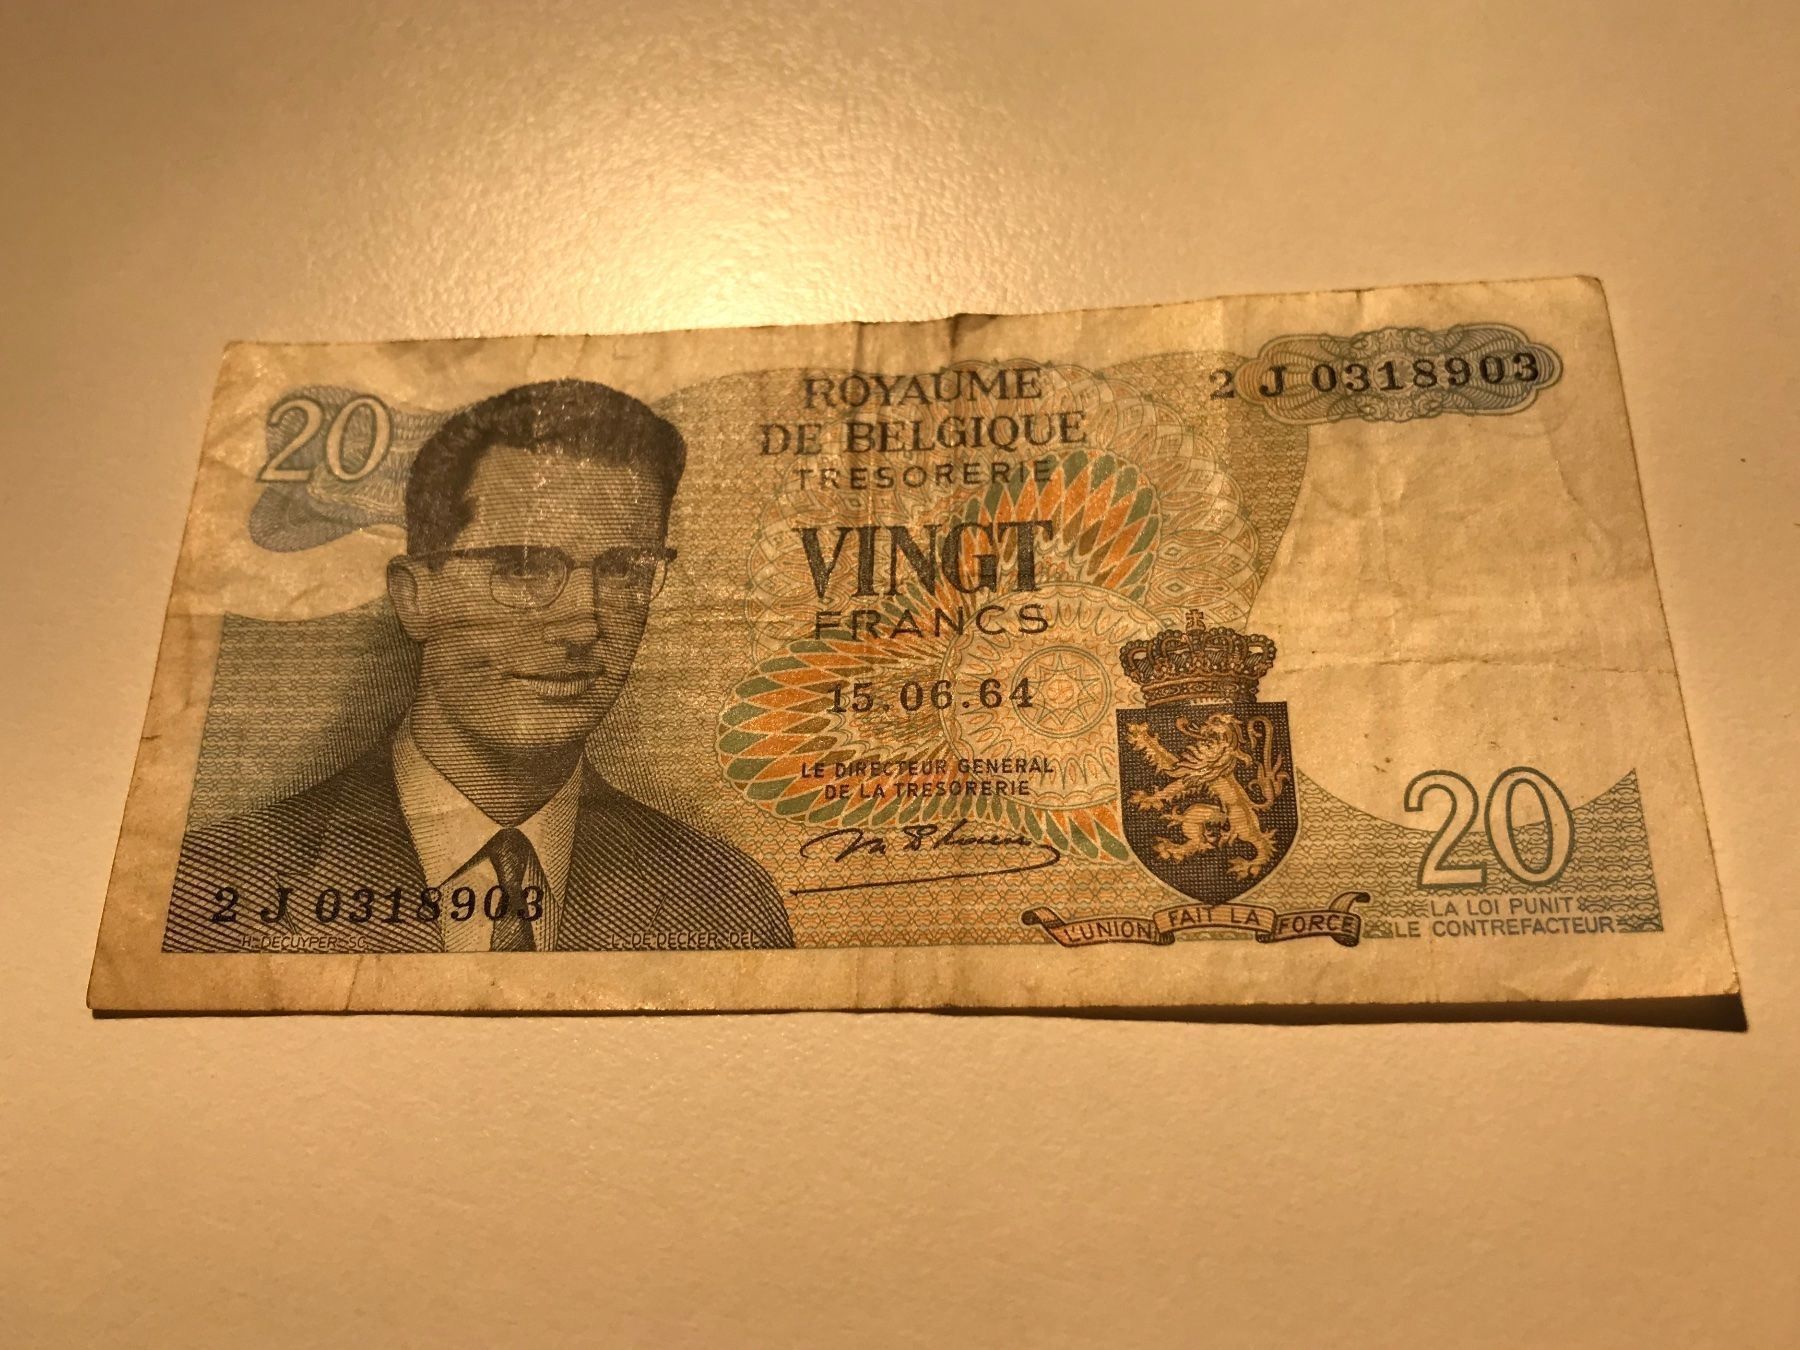 20
ROYAUME
DE BELGIQUE
TRESORERIE
2 J 0318903
VINGT
FRANCS
15.06.64
LE DIRECTEUR GENERAL
DE LA TRESORERIE
20
2 J 0318903
H. DECUYPER SC.
L. DE DECKER DEL.
L'UNION FAIT LA FORCE
LA LOI PUNIT
LE CONTREFACTEUR